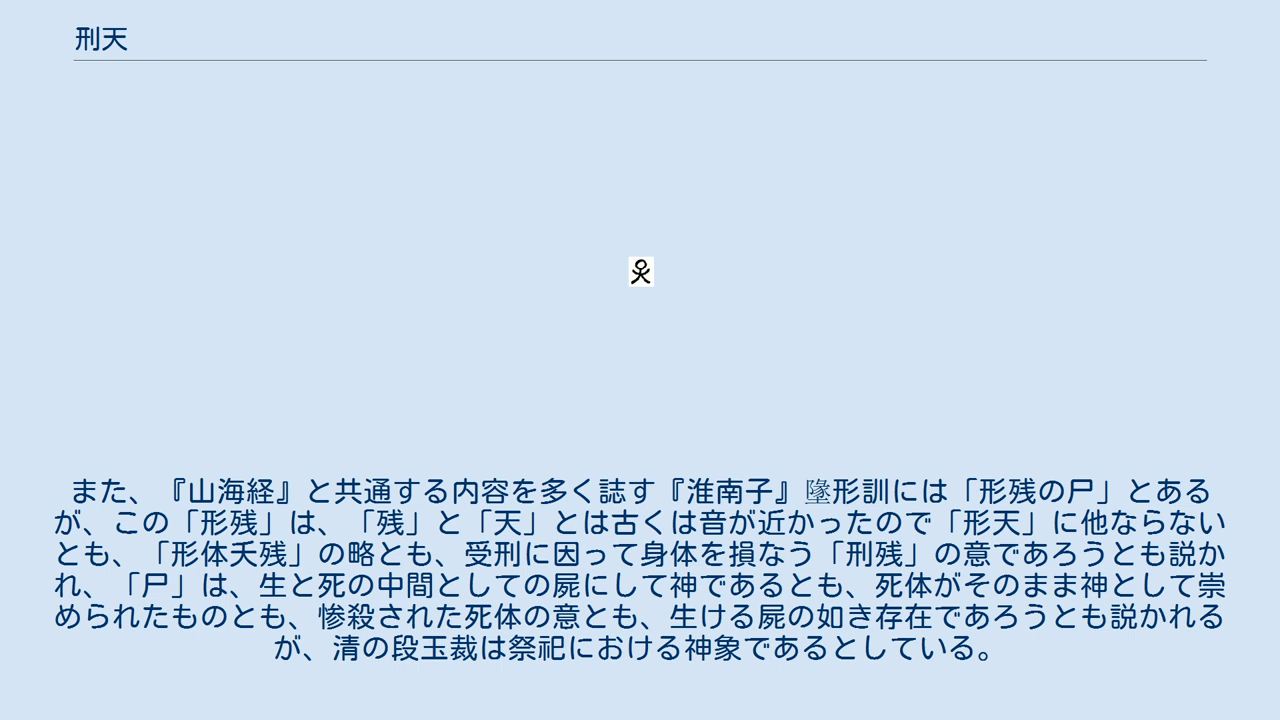 刑天
また、『山海経』と共通する内容を多く誌す『淮南子』墬形訓には「形残の尸」とある
が、この「形残」は、「残」と「天」とは古くは音が近かったので「形天」に他ならない
とも、「形体夭残」の略とも、受刑に因って身体を損なう「刑残」の意であろうとも説か
れ、「尸」は、生と死の中間としての屍にして神であるとも、死体がそのまま神として崇
められたものとも、惨殺された死体の意とも、生ける屍の如き存在であろうとも説かれる
が、清の段玉裁は祭祀における神象であるとしている。